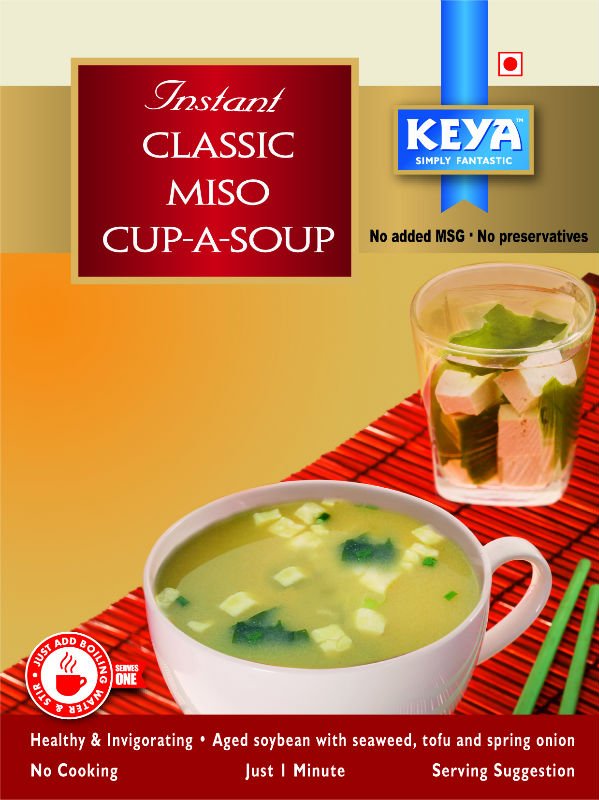 Instant
CLASSIC
MISO
CUP-A-SOUP
KEYA™
SIMPLY FANTASTIC
No added MSG • No preservatives
JUST ADD BOILING WATER & STIR •
SERVES
ONE
Healthy & Invigorating • Aged soybean with seaweed, tofu and spring onion
No Cooking
Just 1 Minute
Serving Suggestion